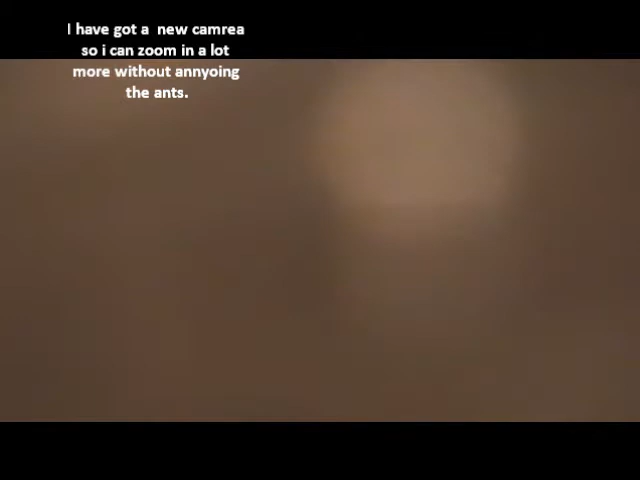 I have got a  new camrea
so i can zoom in a lot
more without annyoing
the ants.